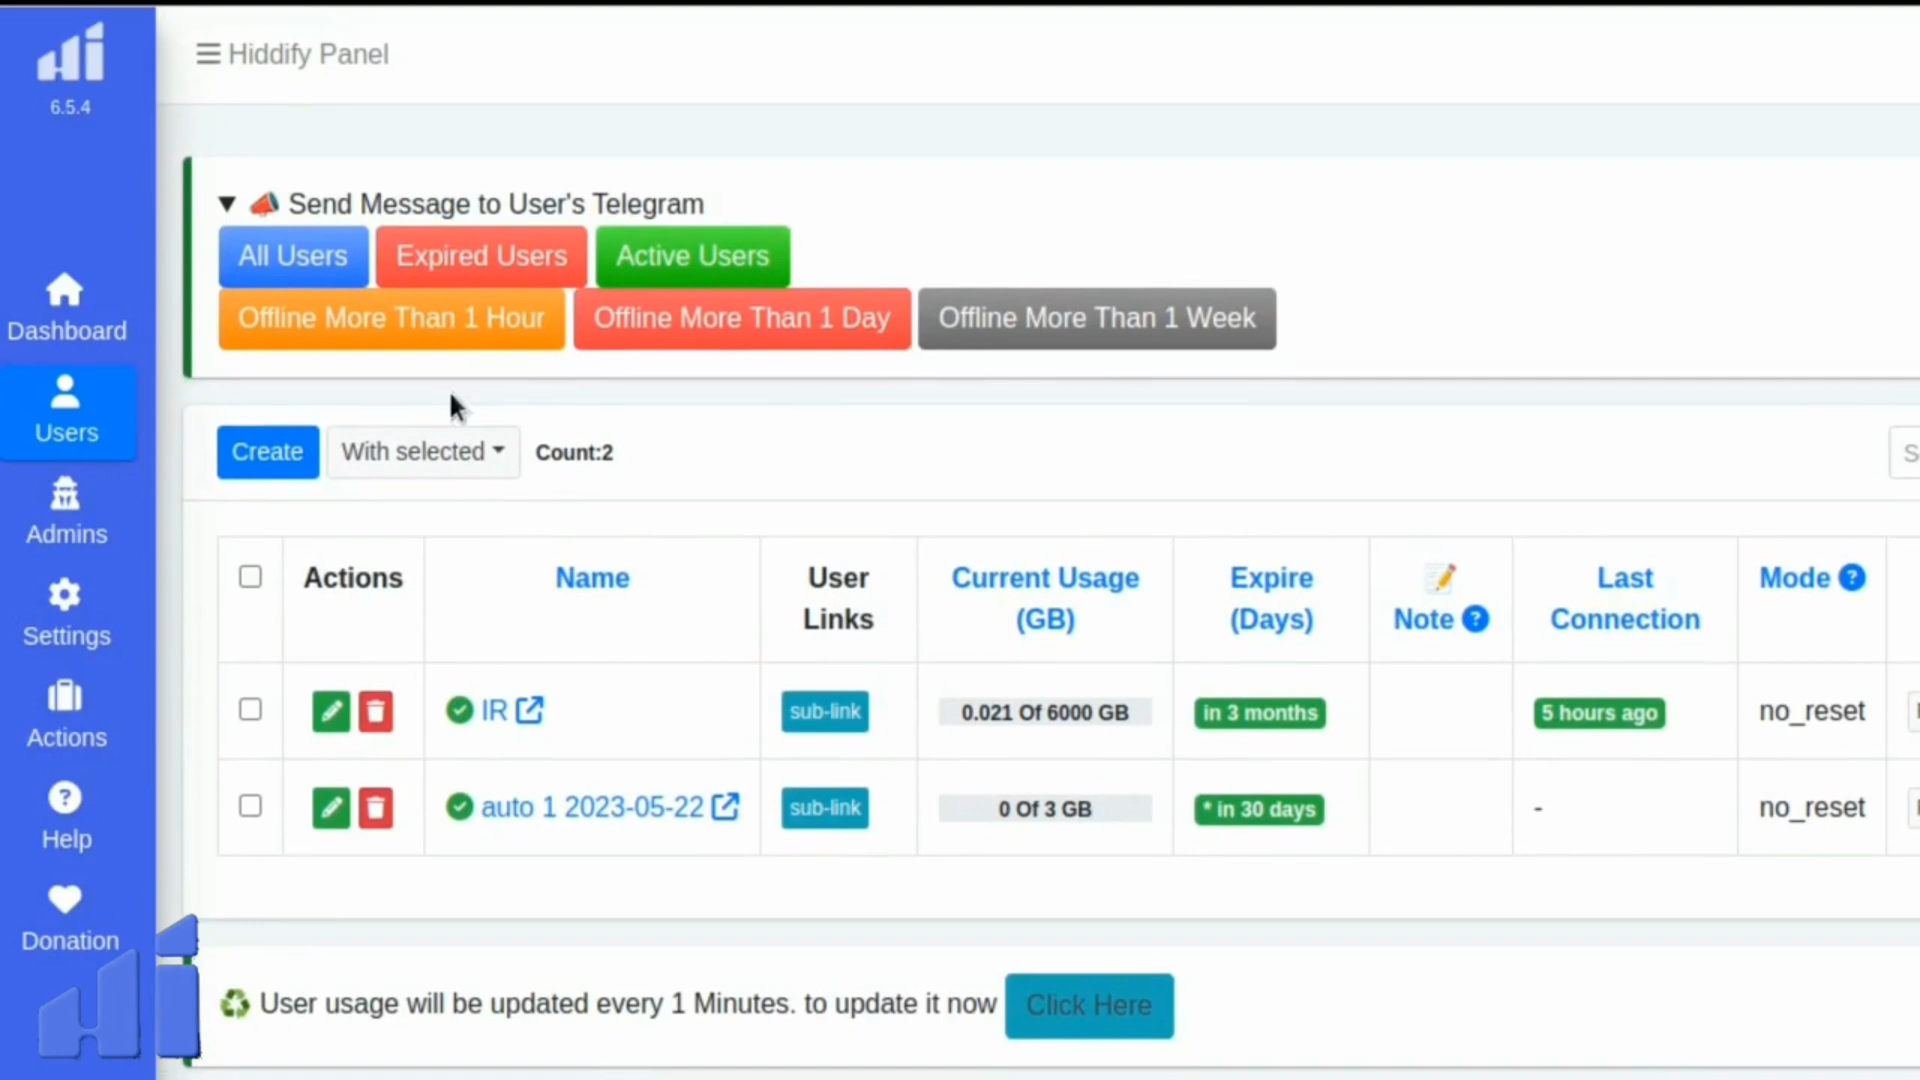 6.5.4
Hiddify Panel
Dashboard
Users
Admins
Settings
Actions
Help
Donation
Send Message to User's Telegram
All Users Expired Users Active Users
Offline More Than 1 Hour Offline More Than 1 Day Offline More Than 1 Week
Create With selected Count:2
Actions Name User Links Current Usage (GB) Expire (Days) Note Last Connection Mode
IR sub-link 0.021 Of 6000 GB in 3 months 5 hours ago no_reset
auto 1 2023-05-22 sub-link 0 Of 3 GB * in 30 days - no_reset
User usage will be updated every 1 Minutes. to update it now Click Here